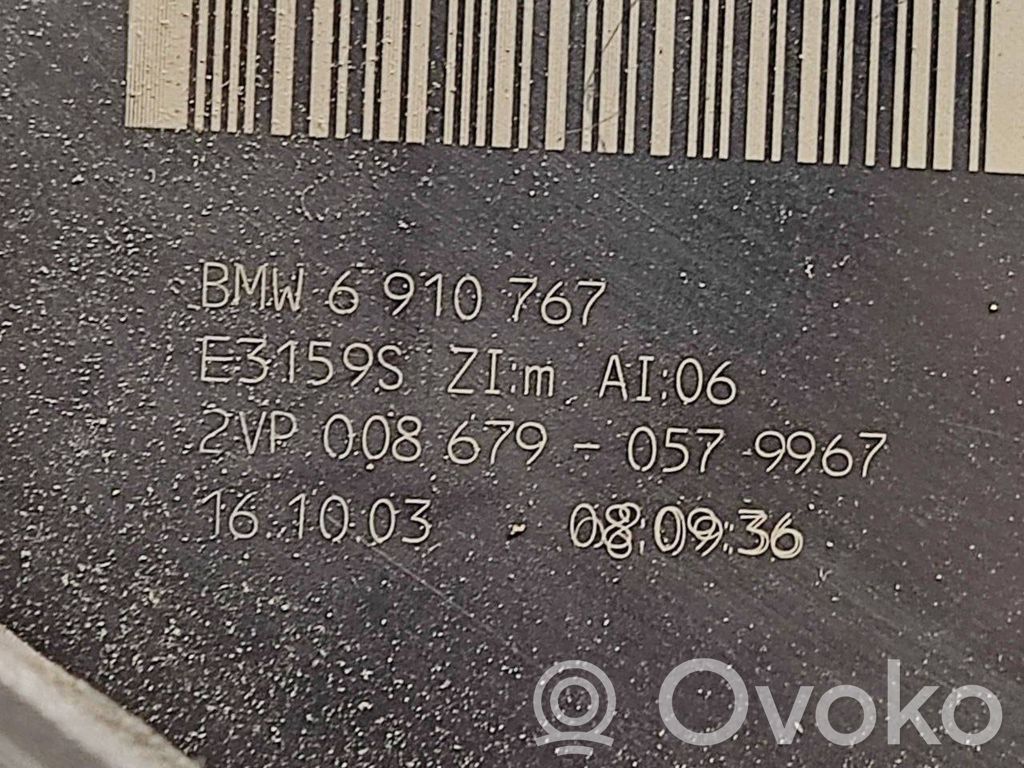 BMW 6 910 767
E3159S ZI:m AI:06
2VP 008 679 - 057 9967
16.10.03 - 08:09:36
Ovoko